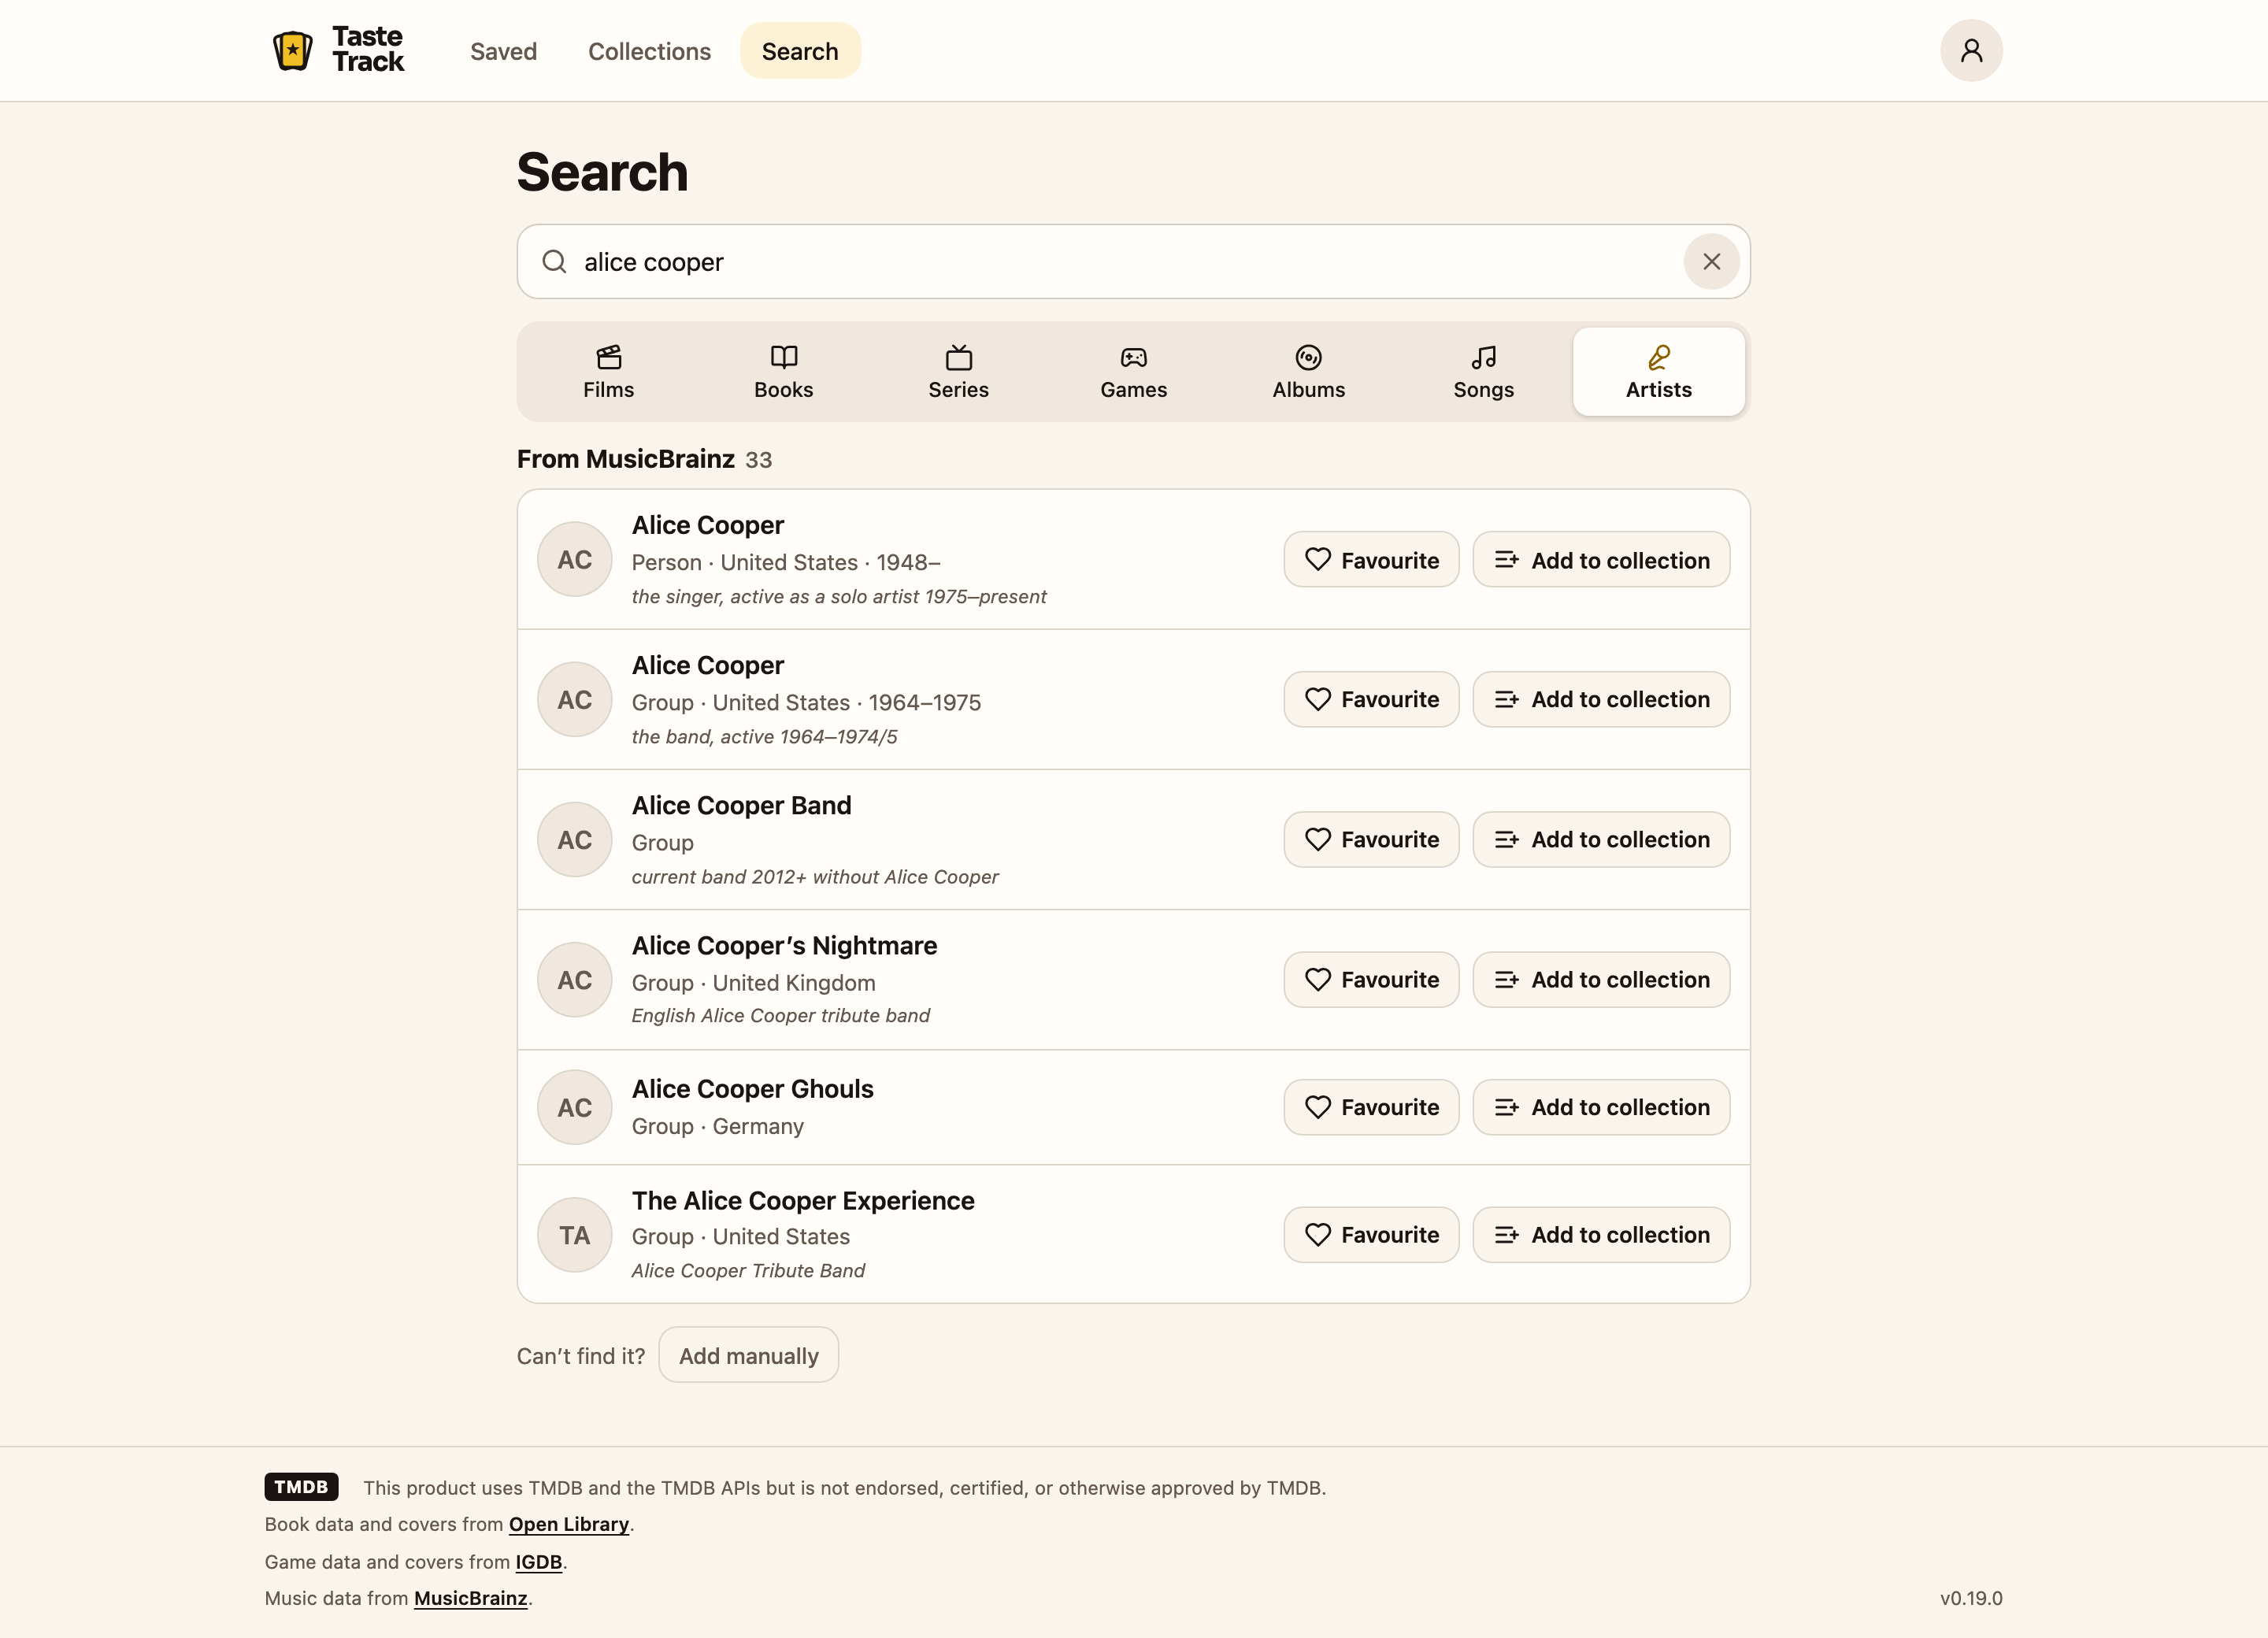 Taste
Track
Saved
Collections
Search
Search
alice cooper
Films
Books
Series
Games
Albums
Songs
Artists
From MusicBrainz 33
AC
Alice Cooper
Person · United States · 1948–
the singer, active as a solo artist 1975–present
Favourite
Add to collection
AC
Alice Cooper
Group · United States · 1964–1975
the band, active 1964–1974/5
Favourite
Add to collection
AC
Alice Cooper Band
Group
current band 2012+ without Alice Cooper
Favourite
Add to collection
AC
Alice Cooper’s Nightmare
Group · United Kingdom
English Alice Cooper tribute band
Favourite
Add to collection
AC
Alice Cooper Ghouls
Group · Germany
Favourite
Add to collection
TA
The Alice Cooper Experience
Group · United States
Alice Cooper Tribute Band
Favourite
Add to collection
Can’t find it?
Add manually
TMDB This product uses TMDB and the TMDB APIs but is not endorsed, certified, or otherwise approved by TMDB.
Book data and covers from Open Library.
Game data and covers from IGDB.
Music data from MusicBrainz.
v0.19.0